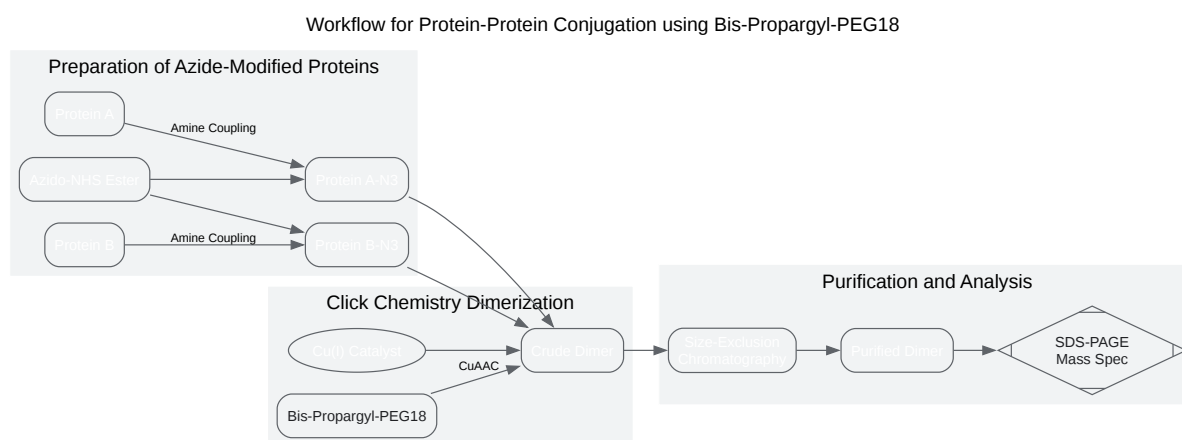 Workflow for Protein-Protein Conjugation using Bis-Propargyl-PEG18
Preparation of Azide-Modified Proteins
Protein A
Amine Coupling
Azido-NHS Ester
Protein A-N3
Protein B
Amine Coupling
Protein B-N3
Click Chemistry Dimerization
Cu(I) Catalyst
CuAAC
Crude Dimer
Bis-Propargyl-PEG18
Purification and Analysis
Size-Exclusion
Chromatography
Purified Dimer
SDS-PAGE
Mass Spec